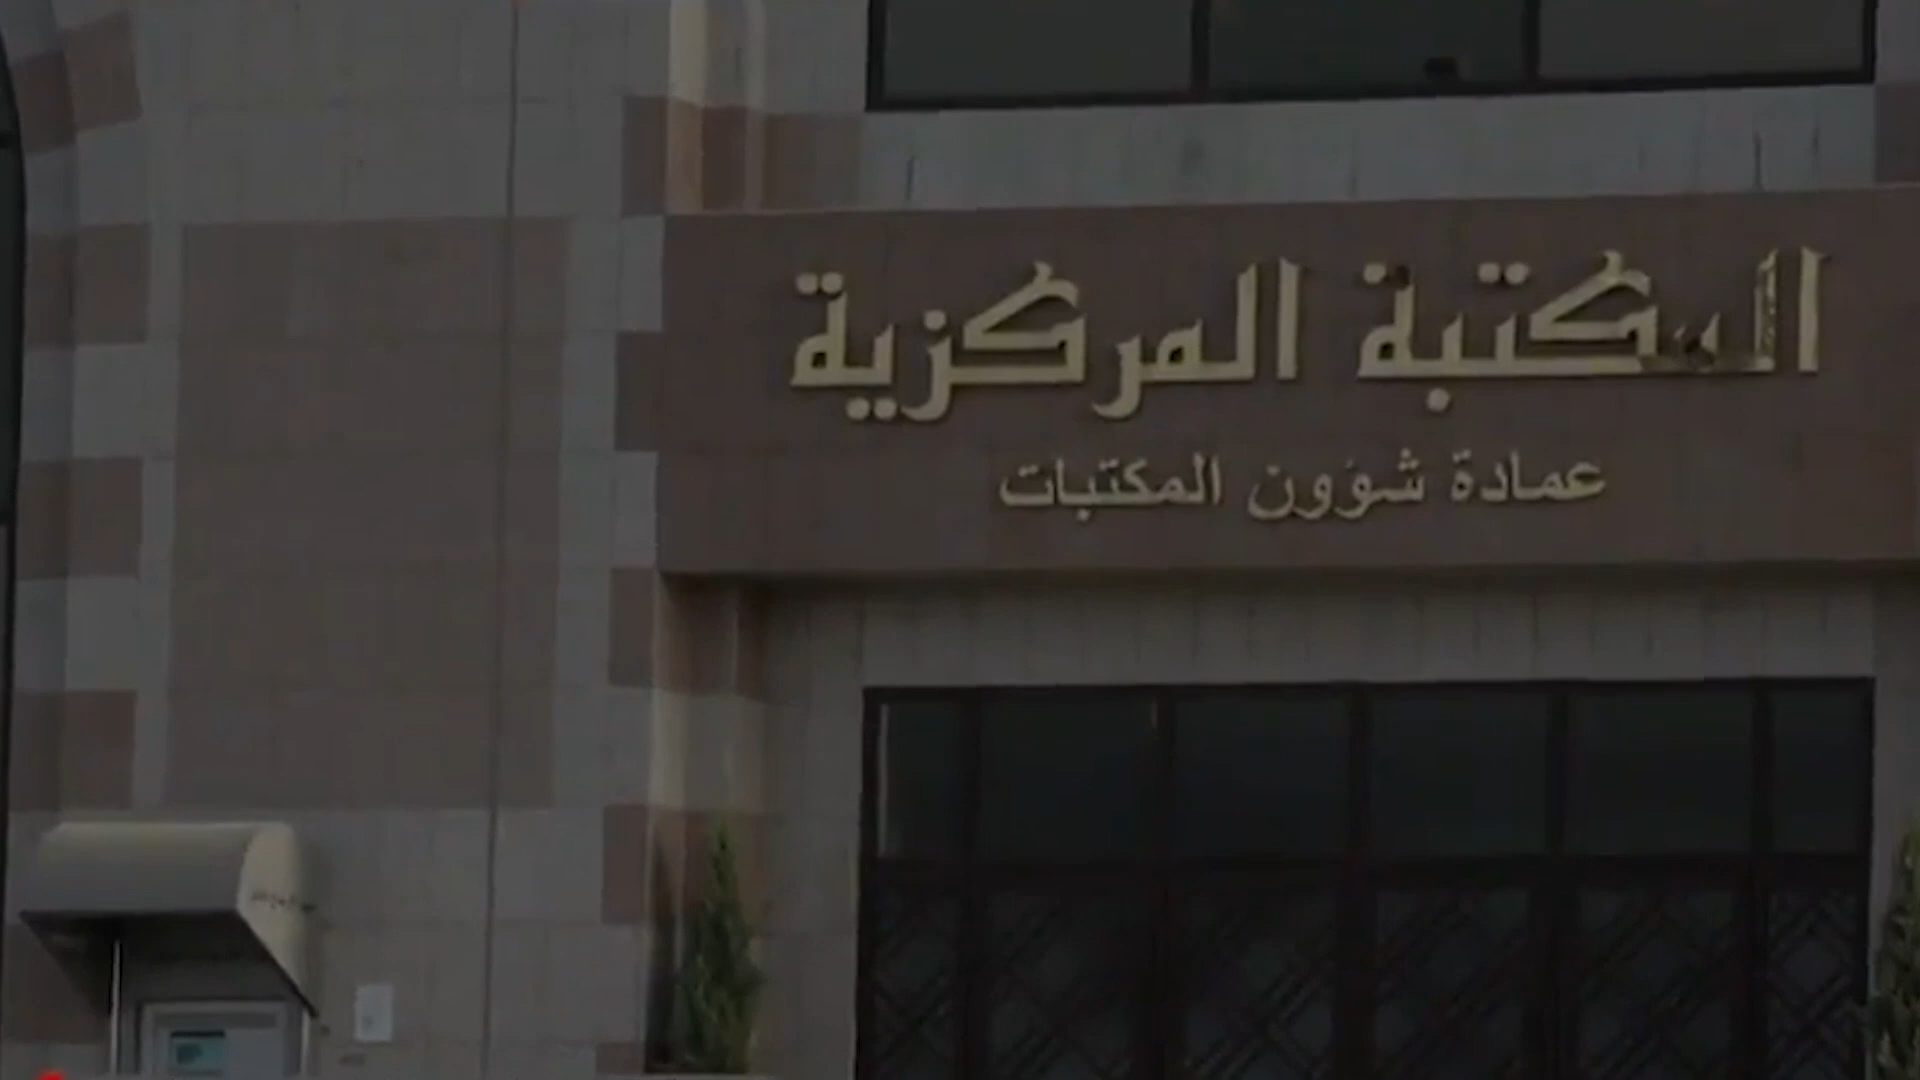 المكتبة المركزية
عمادة شؤون المكتبات